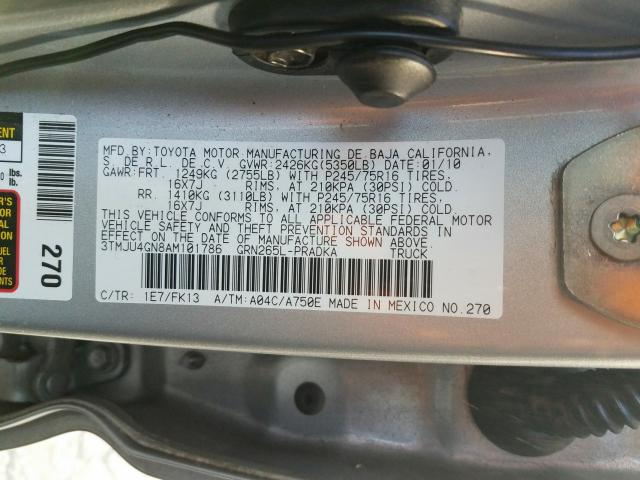 MFD.BY:TOYOTA MOTOR MANUFACTURING DE BAJA CALIFORNIA,
S. DE R.L. DE C.V. GVWR:2426KG(5350LB) DATE:01/10
GAWR:FRT. 1249KG (2755LB) WITH P245/75R16 TIRES,
16X7J RIMS, AT 210KPA (30PSI) COLD.
RR. 1410KG (3110LB) WITH P245/75R16 TIRES,
16X7J RIMS, AT 210KPA (30PSI) COLD.
THIS VEHICLE CONFORMS TO ALL APPLICABLE FEDERAL MOTOR
VEHICLE SAFETY AND THEFT PREVENTION STANDARDS IN
EFFECT ON THE DATE OF MANUFACTURE SHOWN ABOVE.
3TMJU4GN8AM101786 GRN265L-PRADKA TRUCK
C/TR: 1E7/FK13 A/TM:A04C/A750E MADE IN MEXICO NO.270
3
lbs.
lb.
270